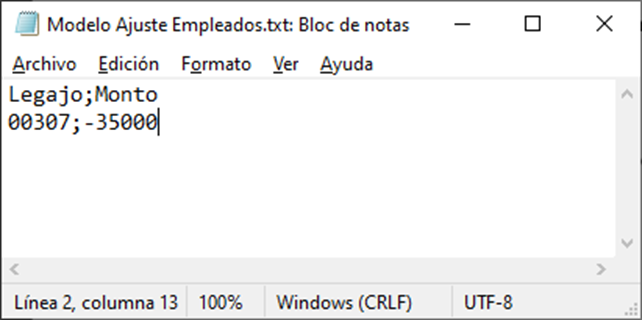 Modelo Ajuste Empleados.txt: Bloc de notas
Archivo Edición Formato Ver Ayuda
Legajo;Monto
00307;-35000
Línea 2, columna 13 100% Windows (CRLF) UTF-8